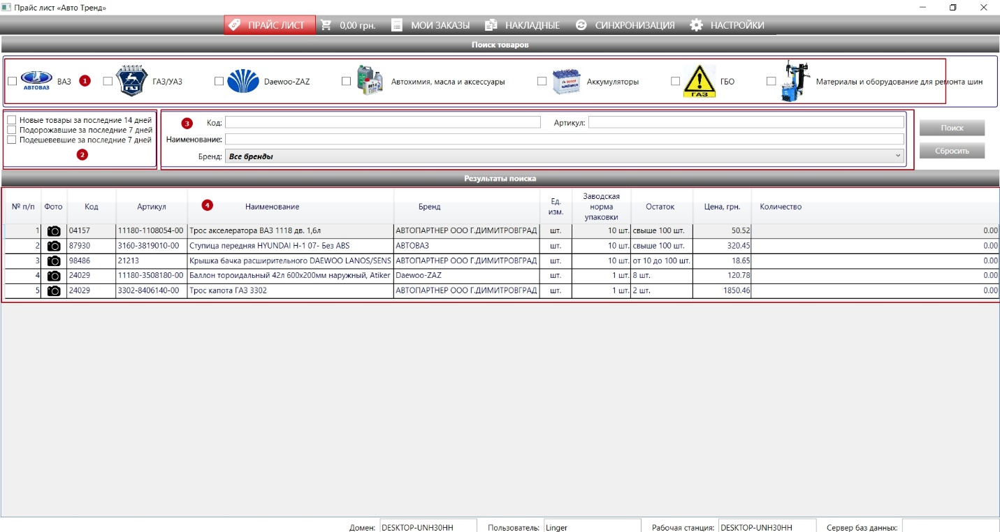 Прайс лист «Авто Тренд»
ПРАЙС ЛИСТ 0,00 грн. МОИ ЗАКАЗЫ НАКЛАДНЫЕ СИНХРОНИЗАЦИЯ НАСТРОЙКИ
Поиск товаров
АВТОВАЗ ВАЗ 1 ГАЗ ГАЗ/УАЗ Daewoo-ZAZ Автохимия, масла и аксессуары Аккумуляторы ГАЗ ГБО Материалы и оборудование для ремонта шин
Новые товары за последние 14 дней
Подорожавшие за последние 7 дней
Подешевевшие за последние 7 дней
2
3 Код: Артикул:
Наименование:
Бренд: Все бренды
Поиск
Сбросить
Результаты поиска
№ п/п Фото Код Артикул 4 Наименование Бренд Ед. изм. Заводская норма упаковки Остаток Цена, грн. Количество
1 04157 11180-1108054-00 Трос акселератора ВАЗ 1118 дв. 1,6л АВТОПАРТНЕР ООО Г.ДИМИТРОВГРАД шт. 10 шт. свыше 100 шт. 50.52 0.00
2 87930 3160-3819010-00 Ступица передняя HYUNDAI H-1 07- Без ABS АВТОВАЗ шт. 10 шт. свыше 100 шт. 320.45 0.00
3 98486 21213 Крышка бачка расширительного DAEWOO LANOS/SENS АВТОПАРТНЕР ООО Г.ДИМИТРОВГРАД шт. 10 шт. от 10 до 100 шт. 18.65 0.00
4 24029 11180-3508180-00 Баллон тороидальный 42л 600х200мм наружный, Atiker Daewoo-ZAZ шт. 1 шт. 8 шт. 120.78 0.00
5 24029 3302-8406140-00 Трос капота ГАЗ 3302 АВТОПАРТНЕР ООО Г.ДИМИТРОВГРАД шт. 1 шт. 2 шт. 1850.46 0.00
Домен: DESKTOP-UNH30HH Пользователь: Linger Рабочая станция: DESKTOP-UNH30HH Сервер баз данных: